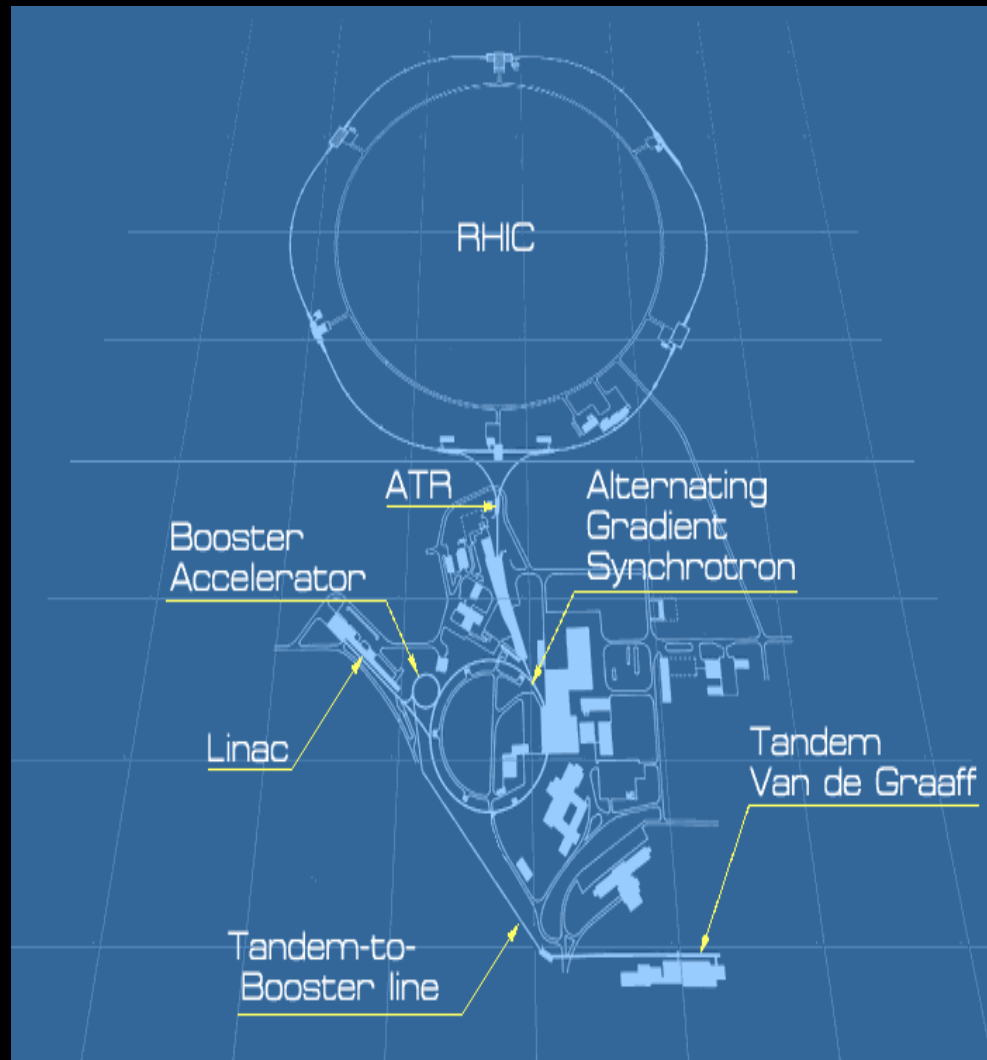 RHIC
ATR
Alternating
Gradient
Synchrotron
Booster
Accelerator
Linac
Tandem
Van de Graaff
Tandem-to-
Booster line